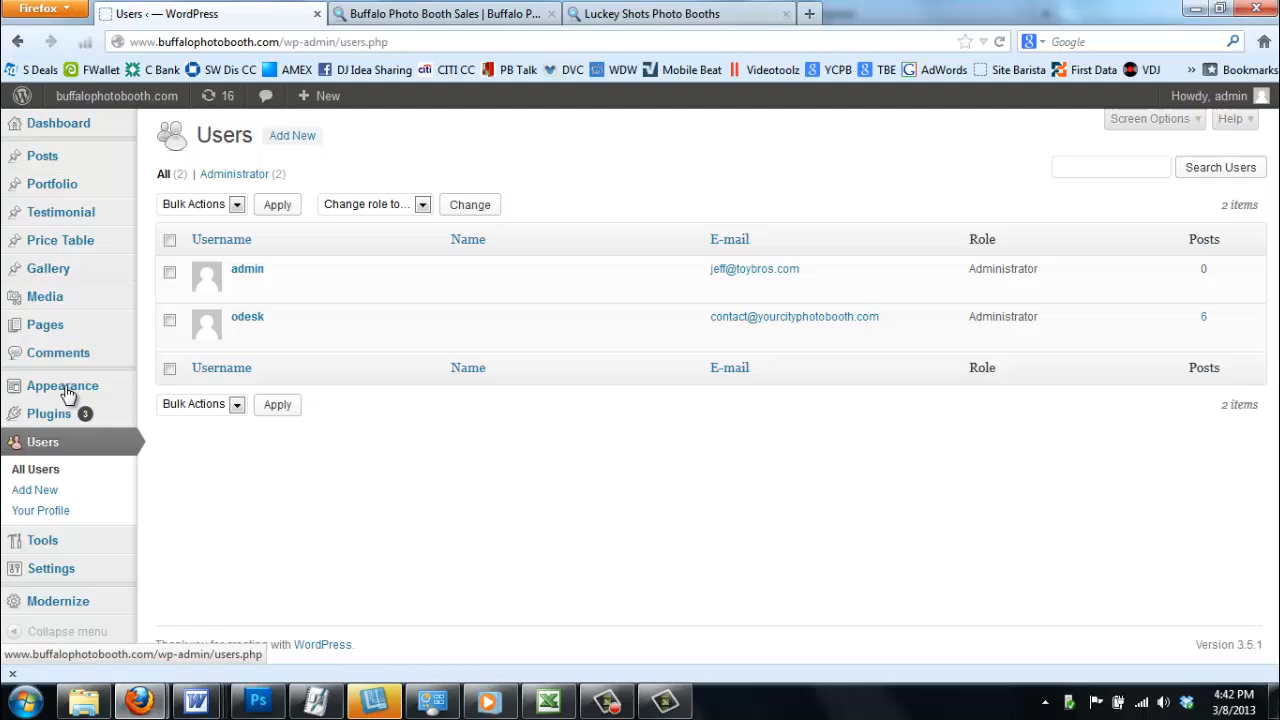 Firefox
Users ‹ — WordPress
Buffalo Photo Booth Sales | Buffalo P...
Luckey Shots Photo Booths
www.buffalophotobooth.com/wp-admin/users.php
Google
S Deals
FWallet
C Bank
SW Dis CC
AMEX
DJ Idea Sharing
CITI CC
PB Talk
DVC
WDW
Mobile Beat
Videotoolz
YCPB
TBE
AdWords
Site Barista
First Data
VDJ
»
Bookmarks
buffalophotobooth.com
16
New
Howdy, admin
Dashboard
Posts
Portfolio
Testimonial
Price Table
Gallery
Media
Pages
Comments
Appearance
Plugins 3
Users
All Users
Add New
Your Profile
Tools
Settings
Modernize
Collapse menu
Users Add New
Screen Options
Help
All (2) | Administrator (2)
Search Users
Bulk Actions Apply Change role to... Change
2 items
Username Name E-mail Role Posts
admin jeff@toybros.com Administrator 0
odesk contact@yourcityphotobooth.com Administrator 6
Username Name E-mail Role Posts
Bulk Actions Apply
2 items
Thank you for creating with WordPress.
Version 3.5.1
www.buffalophotobooth.com/wp-admin/users.php
x
4:42 PM
3/8/2013